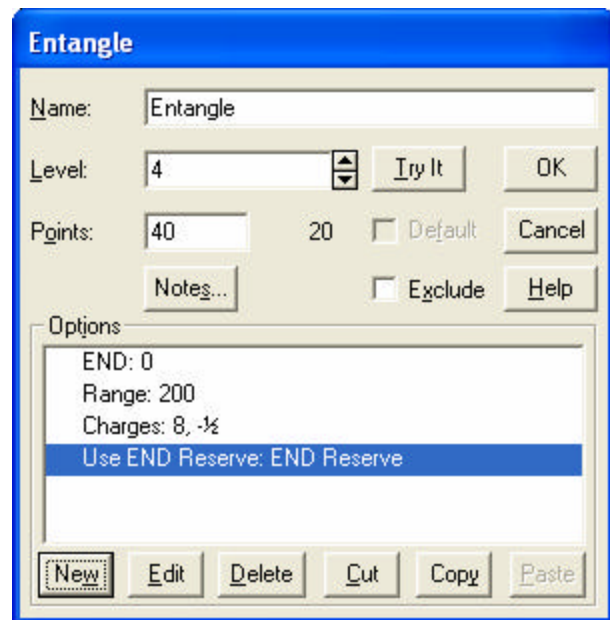 Entangle
Name: Entangle
Level: 4 Try It OK
Points: 40 20 Default Cancel
Notes... Exclude Help
Options
END: 0
Range: 200
Charges: 8, -½
Use END Reserve: END Reserve
New Edit Delete Cut Copy Paste